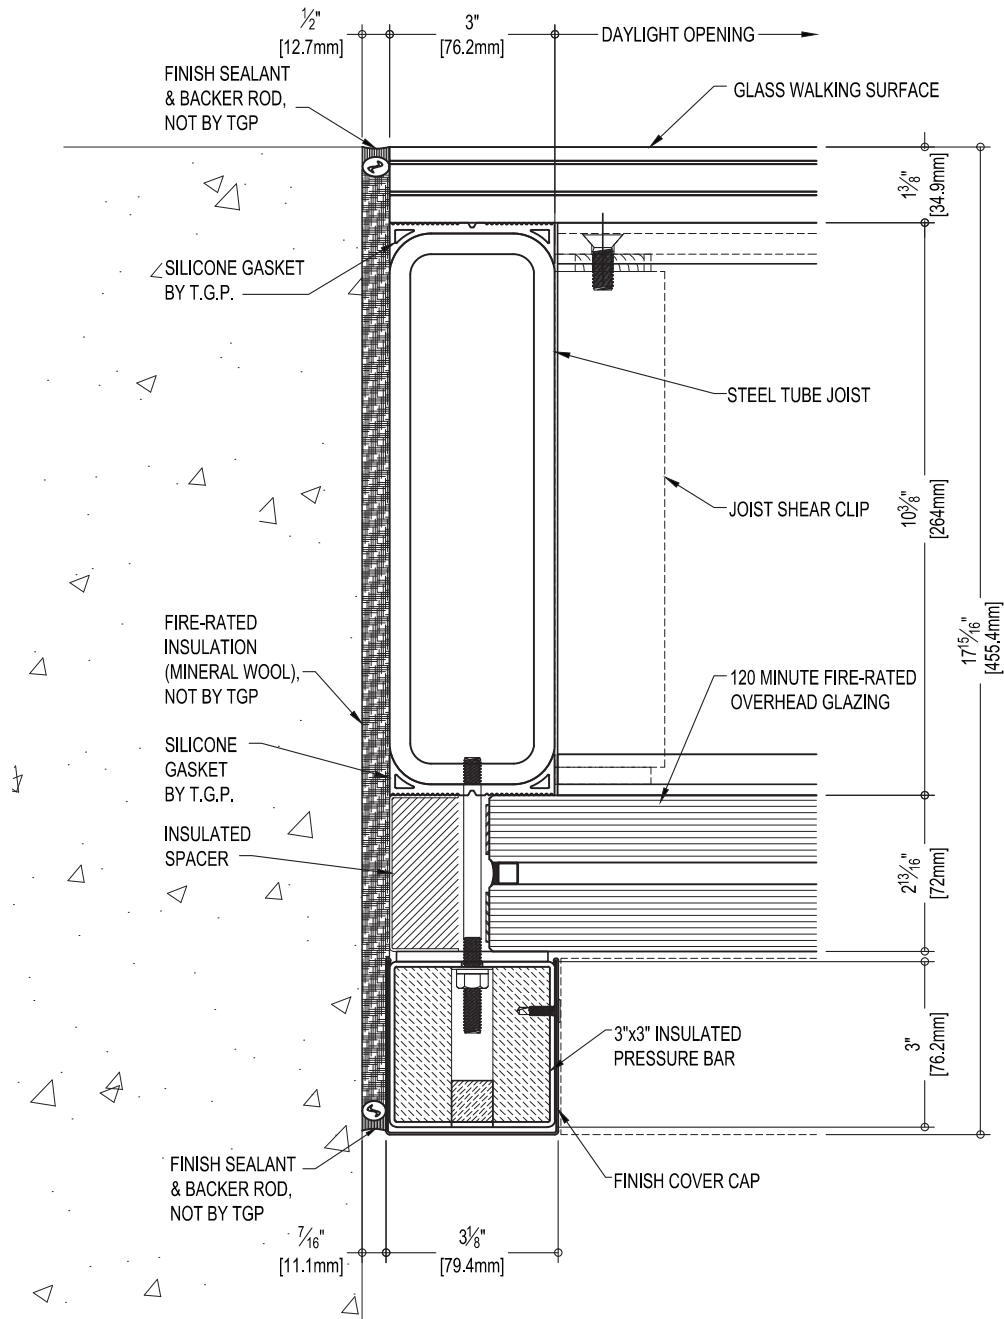 ½"
[12.7mm]
3"
[76.2mm]
DAYLIGHT OPENING
FINISH SEALANT
& BACKER ROD,
NOT BY TGP
GLASS WALKING SURFACE
1⅜"
[34.9mm]
SILICONE GASKET
BY T.G.P.
STEEL TUBE JOIST
JOIST SHEAR CLIP
10⅜"
[264mm]
17 15/16"
[455.4mm]
FIRE-RATED
INSULATION
(MINERAL WOOL),
NOT BY TGP
120 MINUTE FIRE-RATED
OVERHEAD GLAZING
SILICONE
GASKET
BY T.G.P.
INSULATED
SPACER
2 13/16"
[72mm]
3"x3" INSULATED
PRESSURE BAR
3"
[76.2mm]
FINISH SEALANT
& BACKER ROD,
NOT BY TGP
FINISH COVER CAP
7/16"
[11.1mm]
3⅛"
[79.4mm]